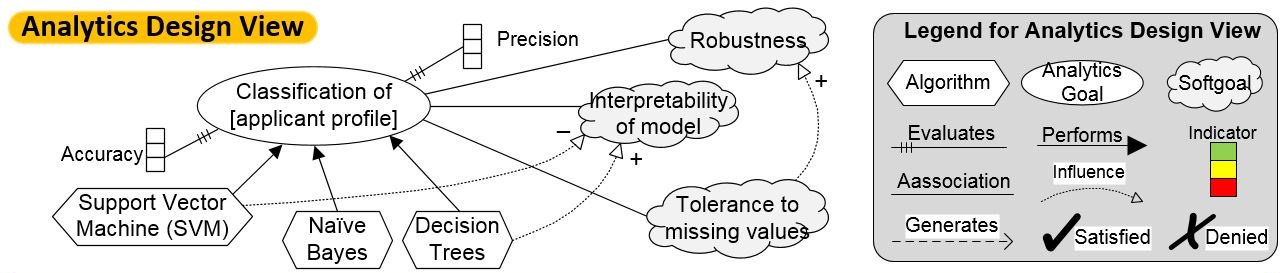 Analytics Design View
Precision
Robustness
Classification of
[applicant profile]
Interpretability
of model
–
+
+
Accuracy
Support Vector
Machine (SVM)
Naïve
Bayes
Decision
Trees
Tolerance to
missing values
Legend for Analytics Design View
Algorithm
Analytics
Goal
Softgoal
Evaluates
Performs
Indicator
Aassociation
Influence
Generates
Satisfied
Denied